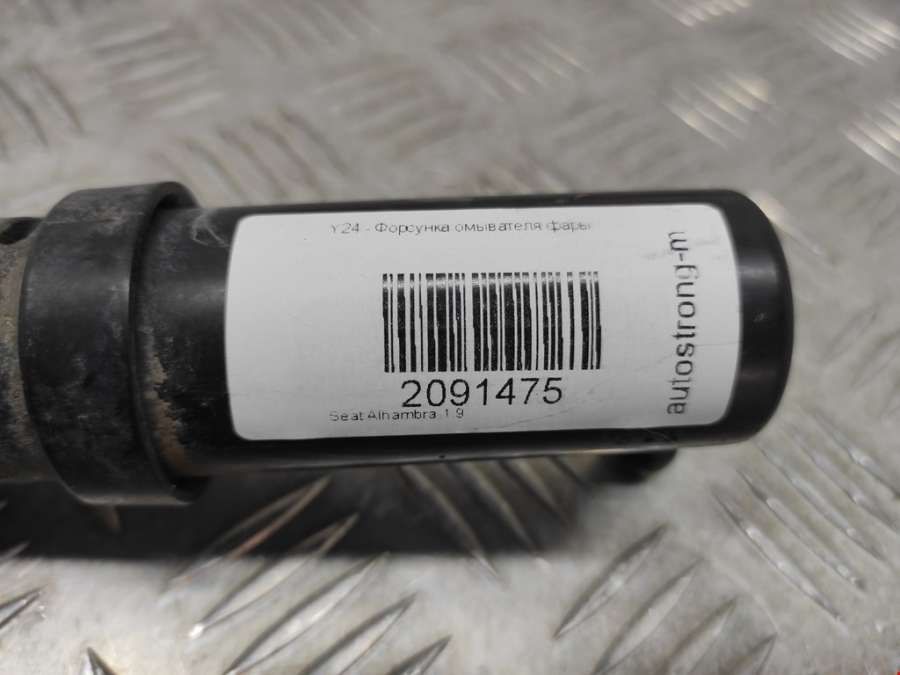 Y24 - Форсунка омывателя фары
2091475
Seat Alhambra 1.9
autostrong-m